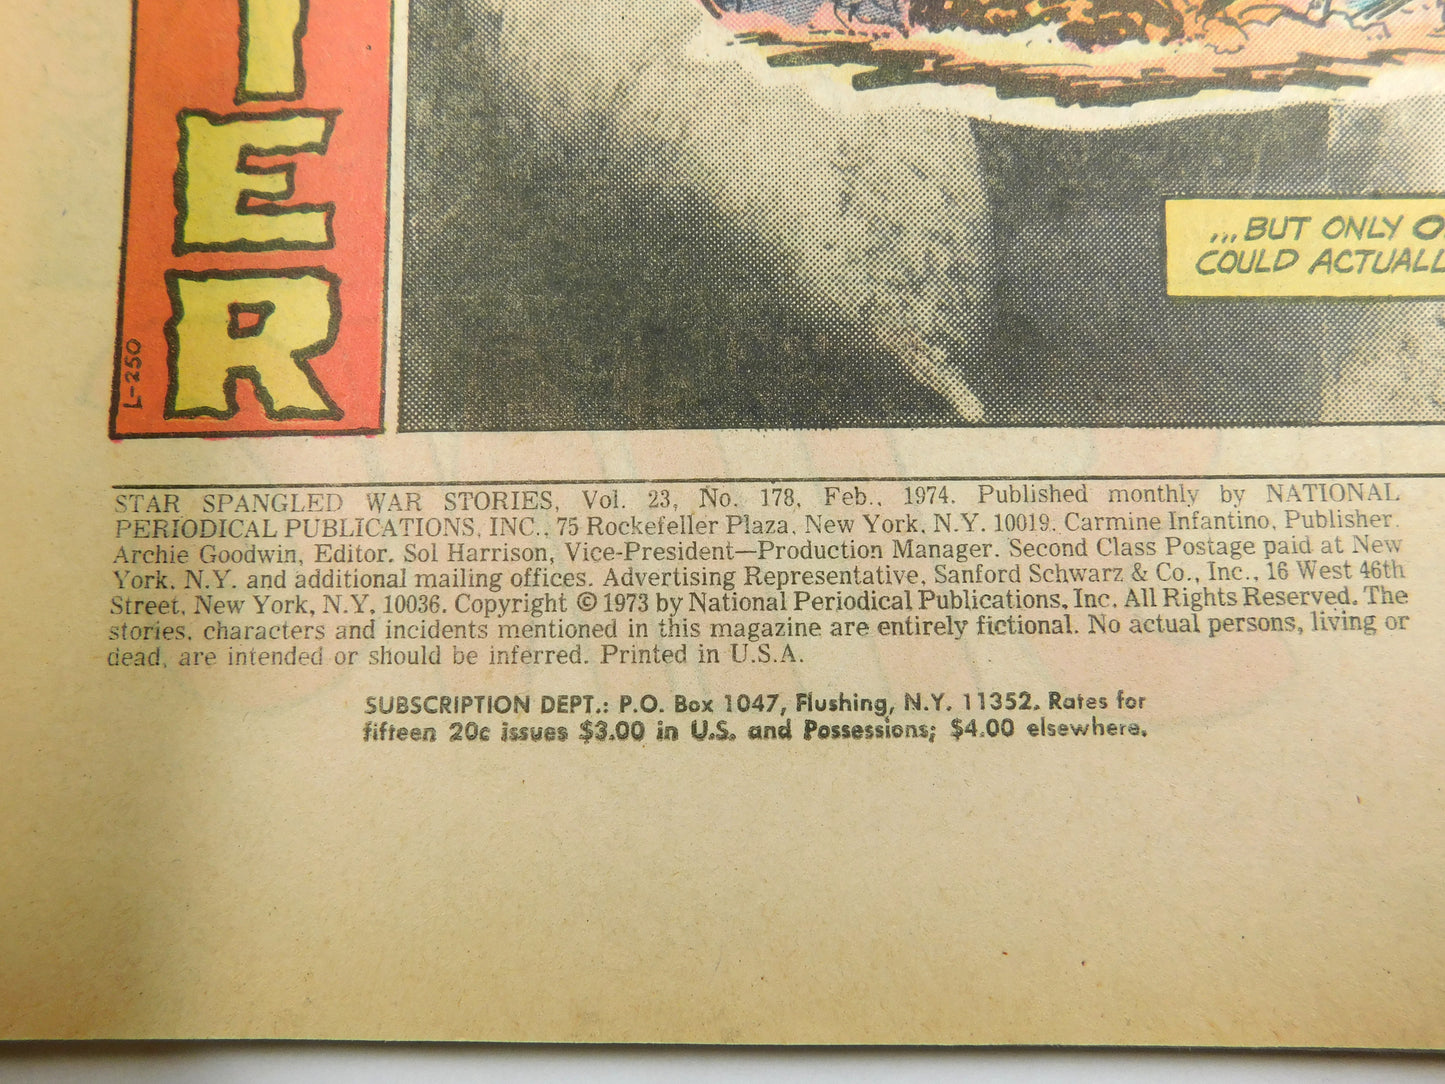 TER
L-250
...BUT ONLY
COULD ACTUALL
STAR SPANGLED WAR STORIES, Vol. 23, No. 178, Feb., 1974. Published monthly by NATIONAL
PERIODICAL PUBLICATIONS, INC., 75 Rockefeller Plaza, New York, N.Y. 10019. Carmine Infantino, Publisher.
Archie Goodwin, Editor. Sol Harrison, Vice-President—Production Manager. Second Class Postage paid at New
York, N.Y. and additional mailing offices. Advertising Representative, Sanford Schwarz & Co., Inc., 16 West 46th
Street, New York, N.Y. 10036. Copyright © 1973 by National Periodical Publications, Inc. All Rights Reserved. The
stories, characters and incidents mentioned in this magazine are entirely fictional. No actual persons, living or
dead, are intended or should be inferred. Printed in U.S.A.
SUBSCRIPTION DEPT.: P.O. Box 1047, Flushing, N.Y. 11352. Rates for
fifteen 20c issues $3.00 in U.S. and Possessions; $4.00 elsewhere.